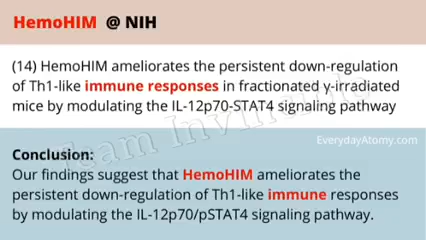 HemoHIM @ NIH
(14) HemoHIM ameliorates the persistent down-regulation
of Th1-like immune responses in fractionated γ-irradiated
mice by modulating the IL-12p70-STAT4 signaling pathway
EverydayAtomy.com
Team Invincible
Conclusion:
Our findings suggest that HemoHIM ameliorates the
persistent down-regulation of Th1-like immune responses
by modulating the IL-12p70/pSTAT4 signaling pathway.